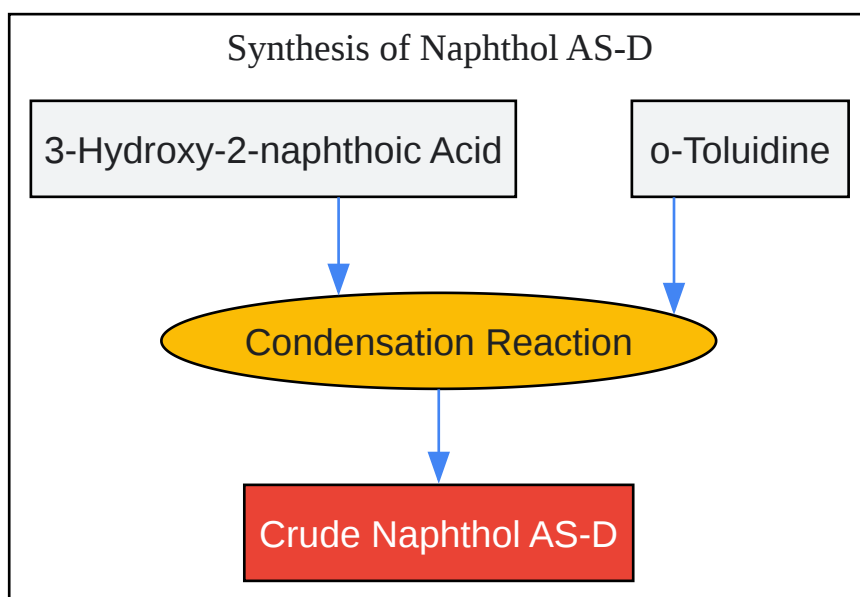 Synthesis of Naphthol AS-D
3-Hydroxy-2-naphthoic Acid
o-Toluidine
Condensation Reaction
Crude Naphthol AS-D